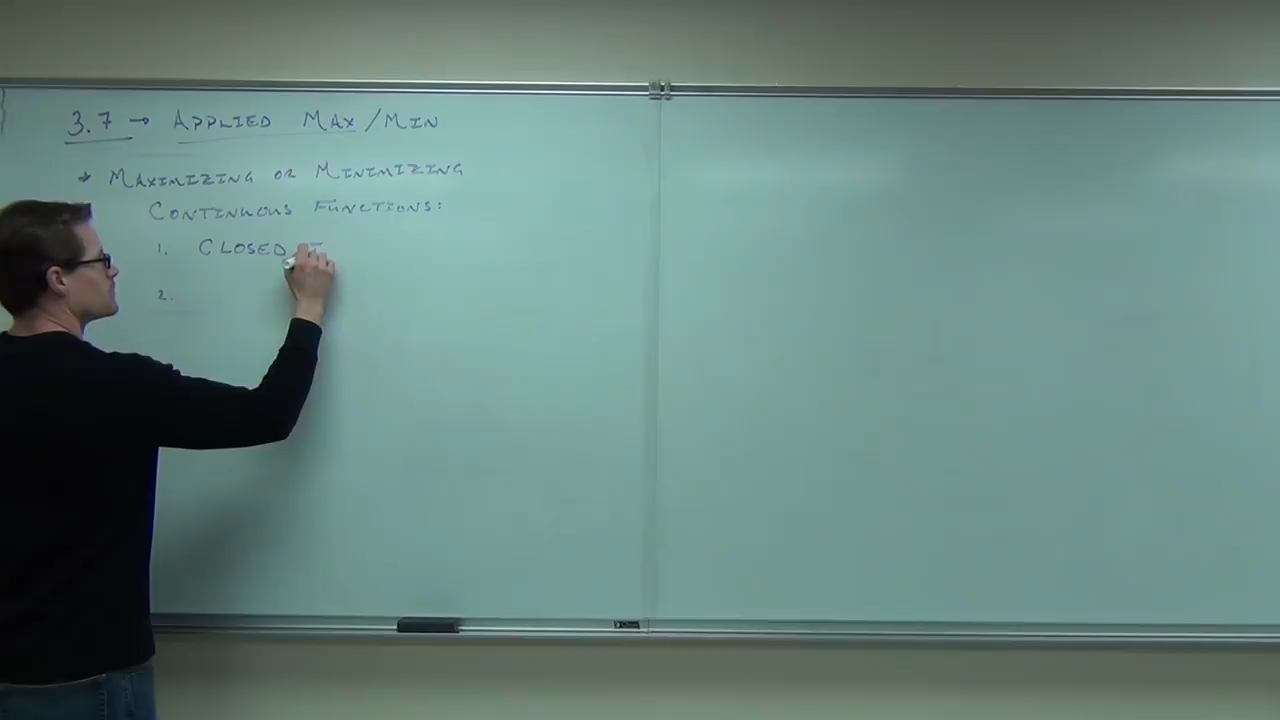 3.7 → APPLIED MAX/MIN
→ MAXIMIZING OR MINIMIZING
CONTINUOUS FUNCTIONS:
1. CLOSED I
2.